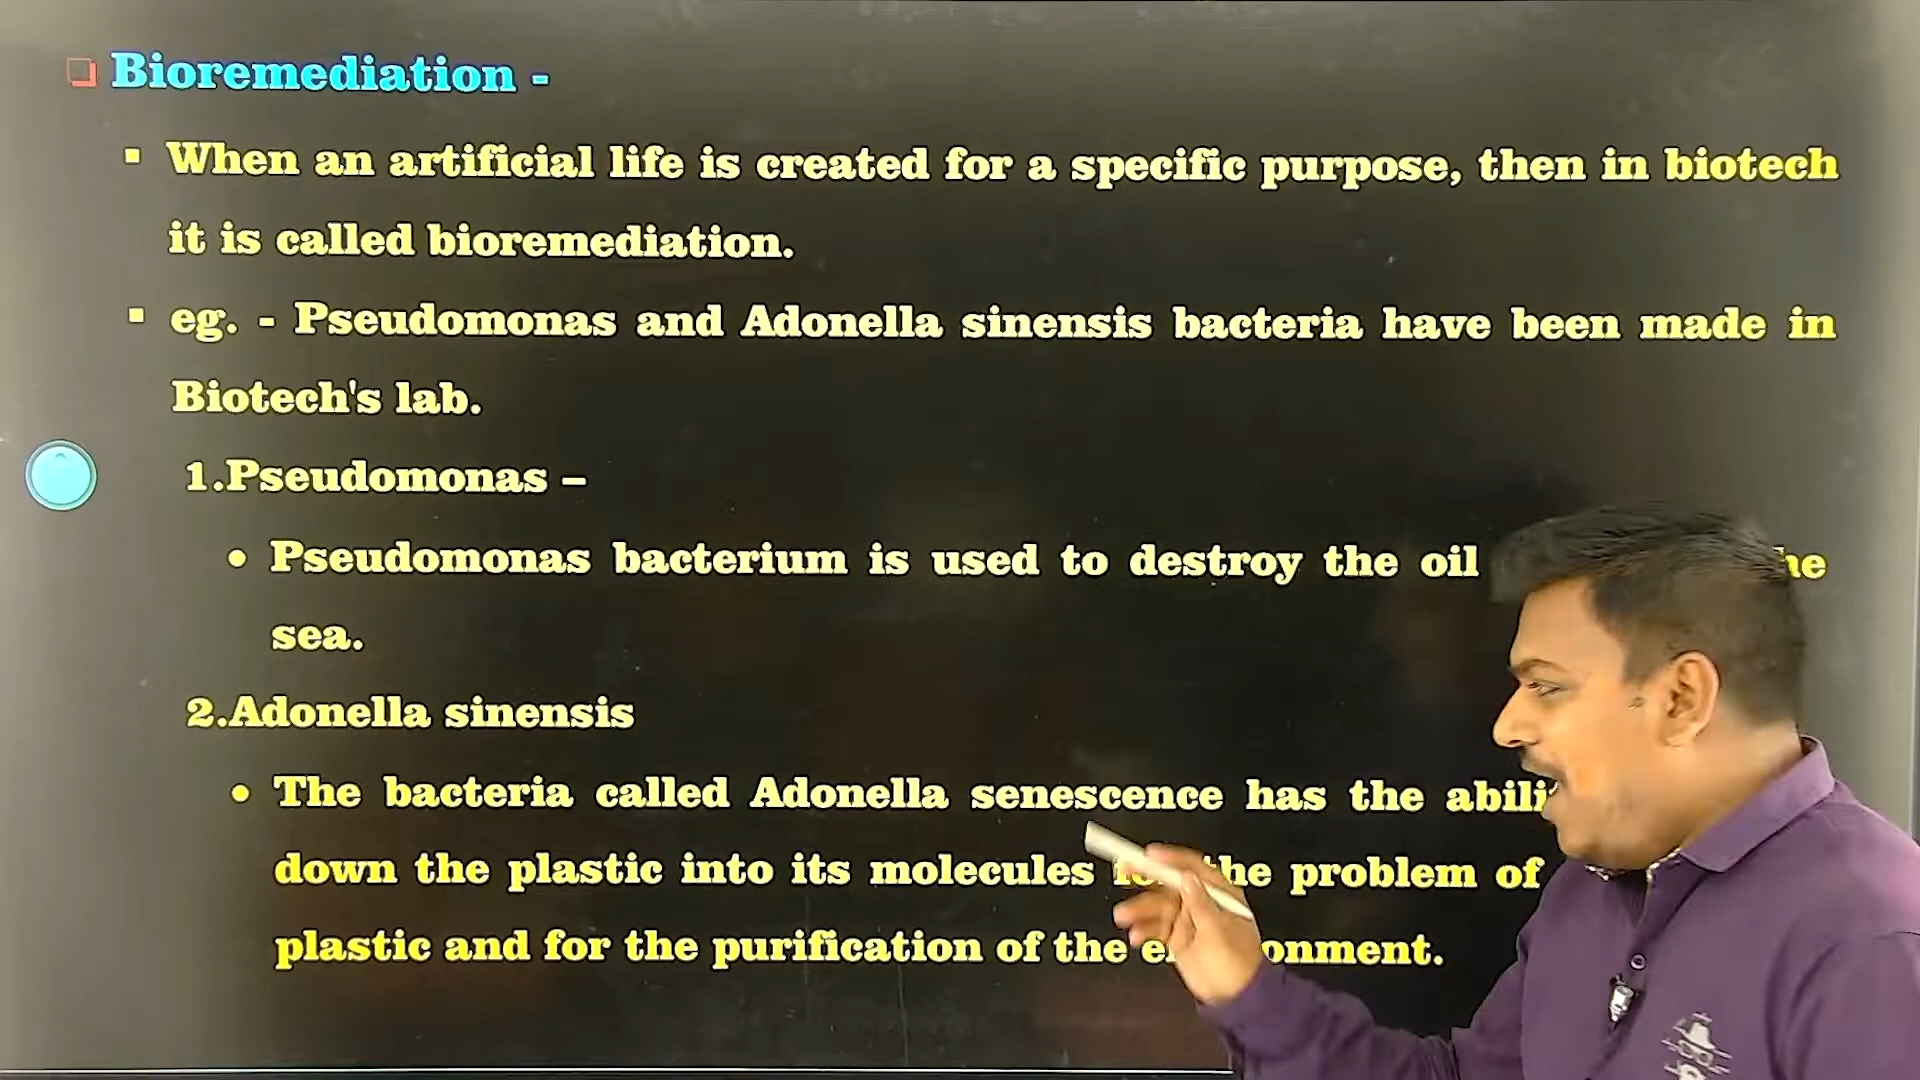 Bioremediation -
When an artificial life is created for a specific purpose, then in biotech
it is called bioremediation.
eg. - Pseudomonas and Adonella sinensis bacteria have been made in
Biotech's lab.
1.Pseudomonas –
Pseudomonas bacterium is used to destroy the oil
sea.
2.Adonella sinensis
The bacteria called Adonella senescence has the
down the plastic into its molecules the problem of
plastic and for the purification of the